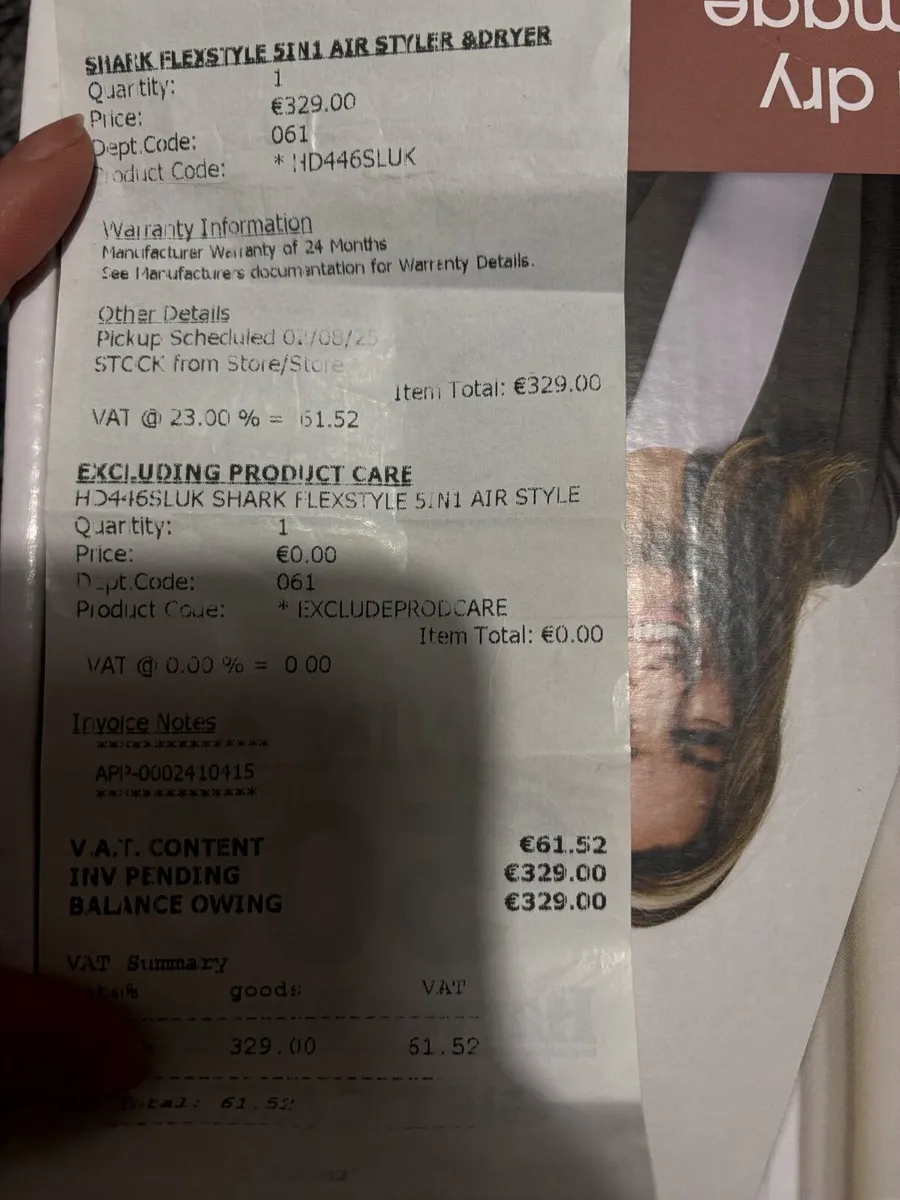 SHARK FLEXSTYLE 5IN1 AIR STYLER &DRYER
Quantity: 1
Price: €329.00
Dept.Code: 061
Product Code: * HD446SLUK
Warranty Information
Manufacturer Warranty of 24 Months
See Manufacturers documentation for Warranty Details.
Other Details
Pickup Scheduled
STOCK from Store/Store
Item Total: €329.00
VAT @ 23.00 % = 61.52
EXCLUDING PRODUCT CARE
HD446SLUK SHARK FLEXSTYLE 5IN1 AIR STYLE
Quantity: 1
Price: €0.00
Dept.Code: 061
Product Code: * EXCLUDEPRODCARE
Item Total: €0.00
VAT @ 0.00 % = 0.00
Invoice Notes
****************
APP-0002410415
****************
V.A.T. CONTENT €61.52
INV PENDING €329.00
BALANCE OWING €329.00
VAT Summary
goods VAT
329.00 61.52
Total: 61.52
dry